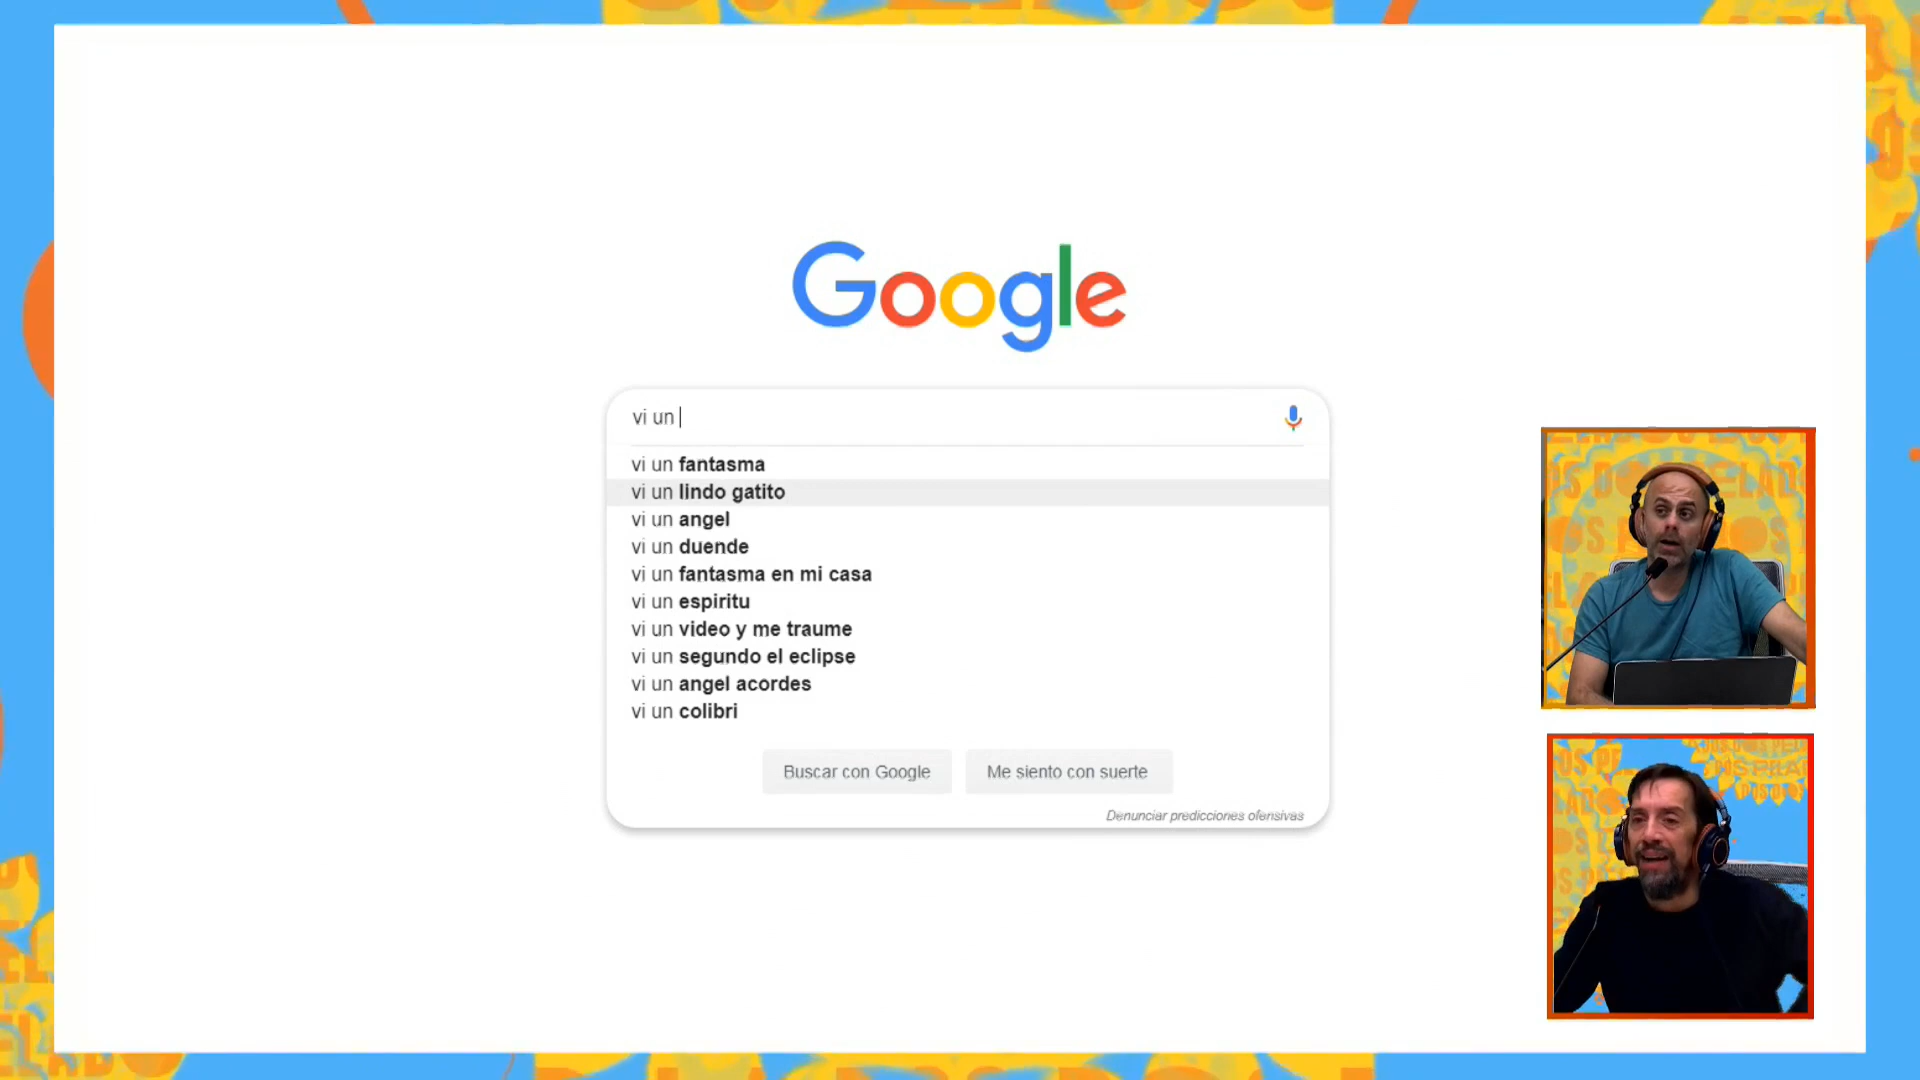 Google
vi un
vi un fantasma
vi un lindo gatito
vi un angel
vi un duende
vi un fantasma en mi casa
vi un espiritu
vi un video y me traume
vi un segundo el eclipse
vi un angel acordes
vi un colibri
Buscar con Google
Me siento con suerte
Denunciar predicciones ofensivas